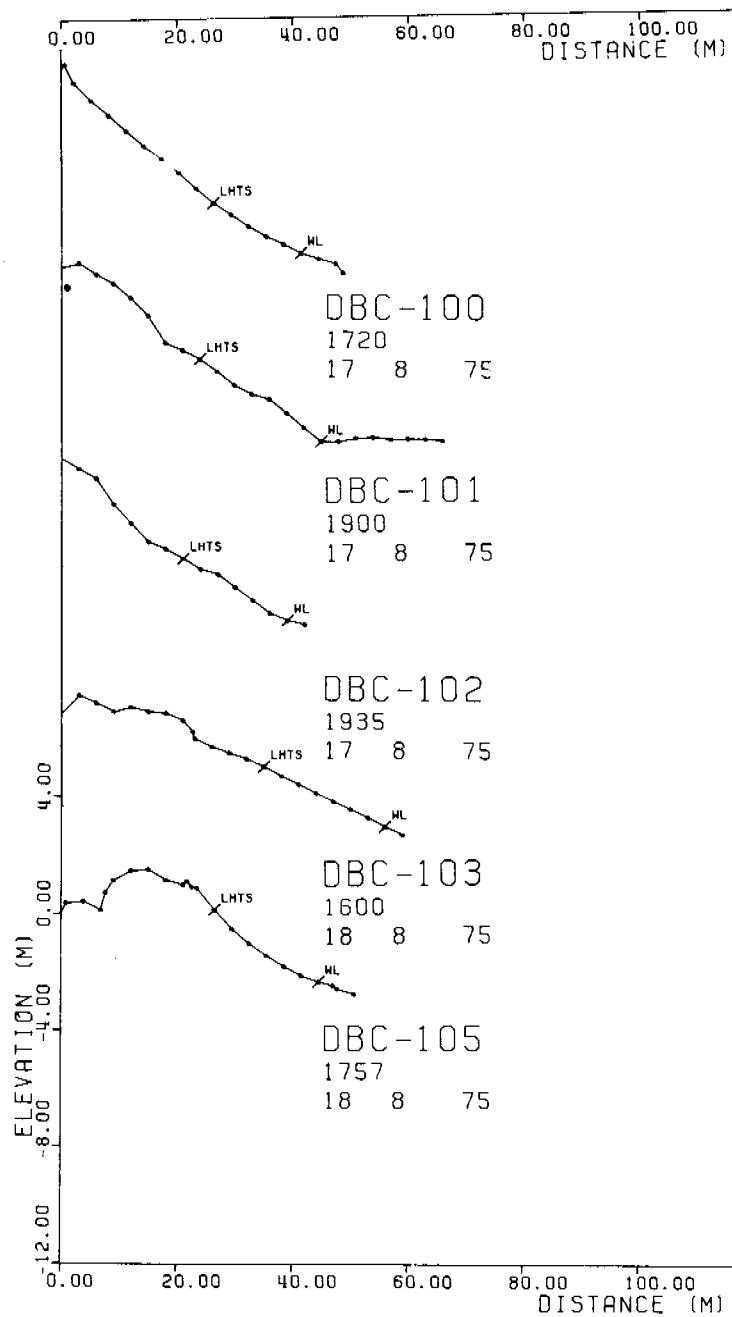 0.00 20.00 40.00 60.00 80.00 100.00
DISTANCE (M)
LHTS
WL
DBC-100
1720
17 8 75
LHTS
WL
DBC-101
1900
17 8 75
LHTS
WL
DBC-102
1935
17 8 75
LHTS
WL
4.00
DBC-103
1600
18 8 75
LHTS
WL
0.00
-4.00
DBC-105
1757
18 8 75
ELEVATION (M)
-8.00
-12.00
0.00 20.00 40.00 60.00 80.00 100.00
DISTANCE (M)